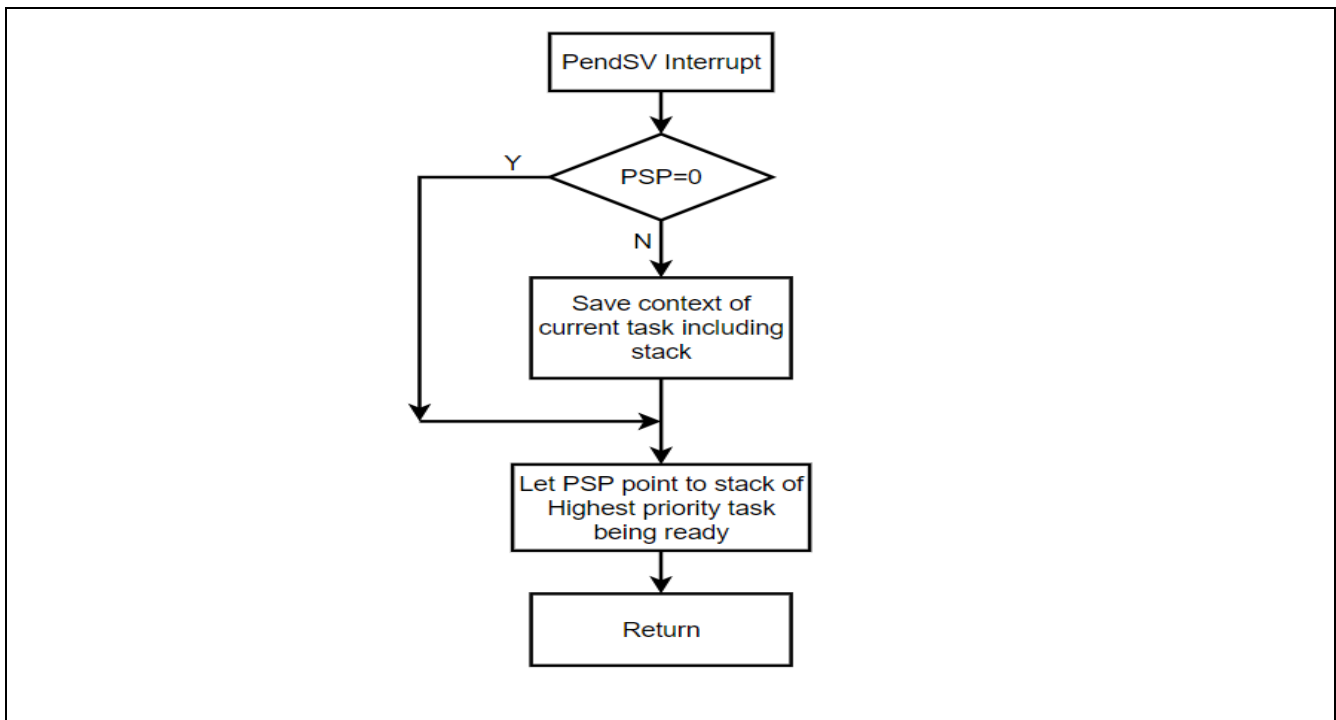 PendSV Interrupt
Y
PSP=0
N
Save context of
current task including
stack
Let PSP point to stack of
Highest priority task
being ready
Return